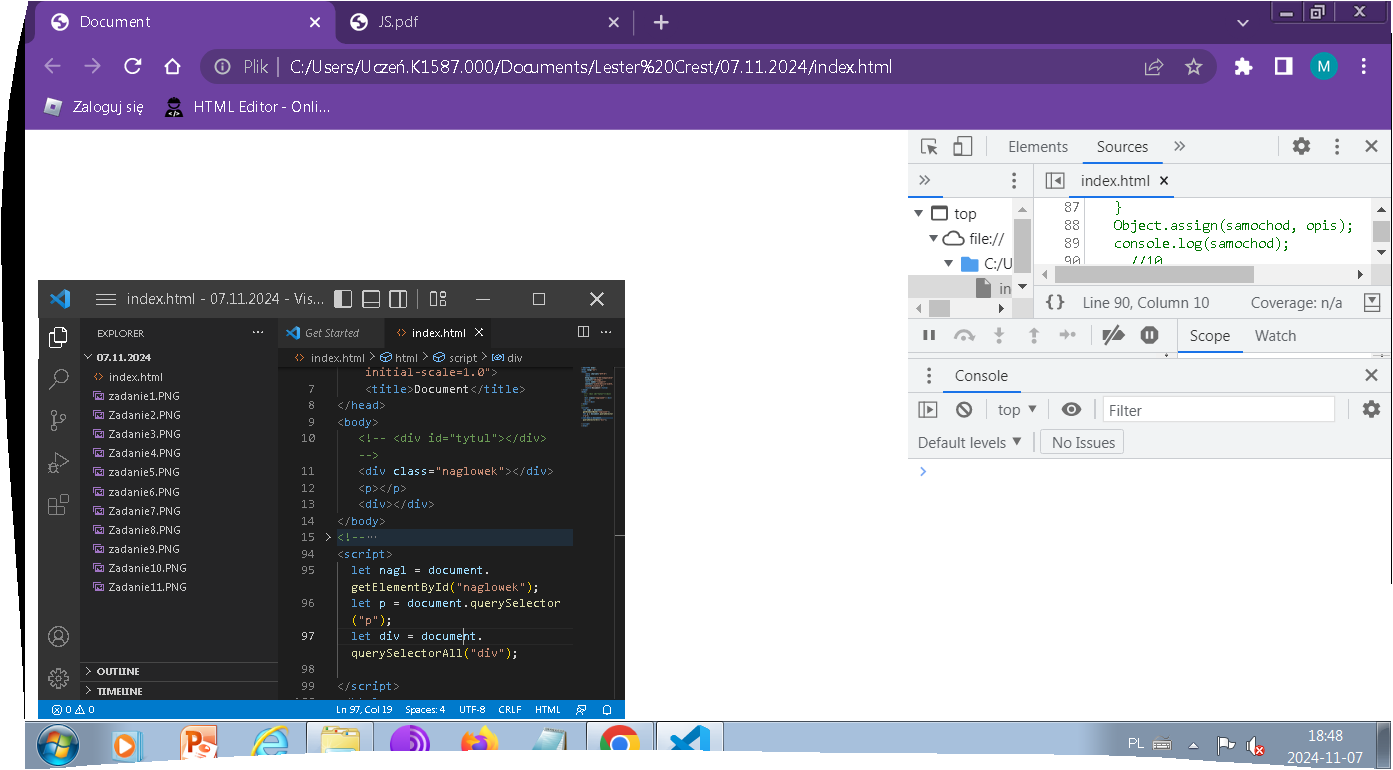 Document
JS.pdf
Plik
C:/Users/Uczeń.K1587.000/Documents/Lester%20Crest/07.11.2024/index.html
M
Zaloguj się
HTML Editor - Onli...
Elements
Sources
index.html
top
file://
C:/U
in
87 }
88 Object.assign(samochod, opis);
89 console.log(samochod);
90 //10
{} Line 90, Column 10
Coverage: n/a
Scope
Watch
Console
top
Filter
Default levels
No Issues
index.html - 07.11.2024 - Vis...
EXPLORER
07.11.2024
index.html
zadanie1.PNG
Zadanie2.PNG
Zadanie3.PNG
Zadanie4.PNG
zadanie5.PNG
zadanie6.PNG
Zadanie7.PNG
Zadanie8.PNG
zadanie9.PNG
Zadanie10.PNG
Zadanie11.PNG
OUTLINE
TIMELINE
Get Started
index.html
index.html > html > script > div
initial-scale=1.0">
7 <title>Document</title>
8 </head>
9 <body>
10 <!-- <div id="tytul"></div>
-->
11 <div class="naglowek"></div>
12 <p></p>
13 <div></div>
14 </body>
15 <!--...
94 <script>
95 let nagl = document.
getElementById("naglowek");
96 let p = document.querySelector
("p");
97 let div = document.
querySelectorAll("div");
98
99 </script>
0 0
Ln 97, Col 19 Spaces: 4 UTF-8 CRLF HTML
PL
18:48
2024-11-07